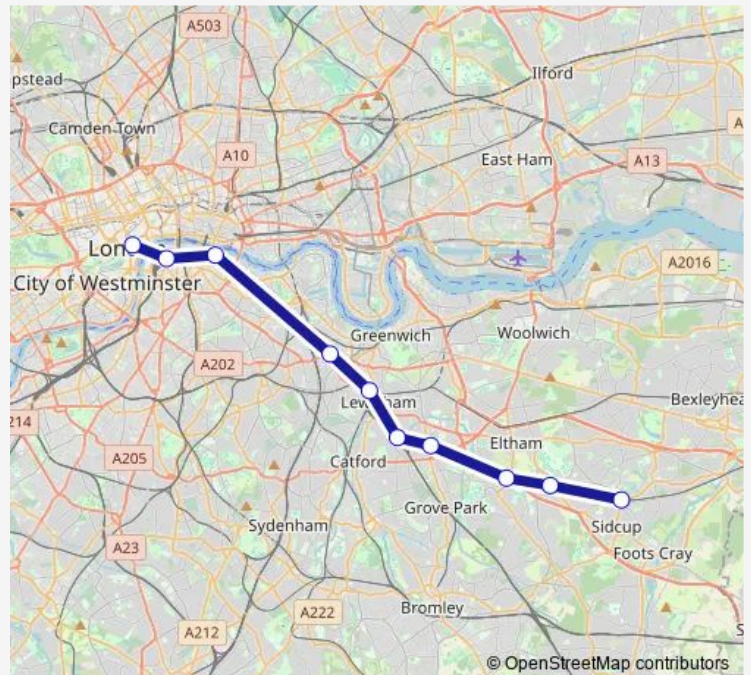 A503
pstead
Ilford
Camden Town
A10
East Ham
A13
A
Lon
City of Westminster
A2016
Greenwich
Woolwich
A202
214
Lew ham
Bexleyhea
Eltham
A205
Catford
Grove Park
Sidcup
Sydenham
A23
Foots Cray
Bromley
A222
A212
S
© OpenStreetMap contributors